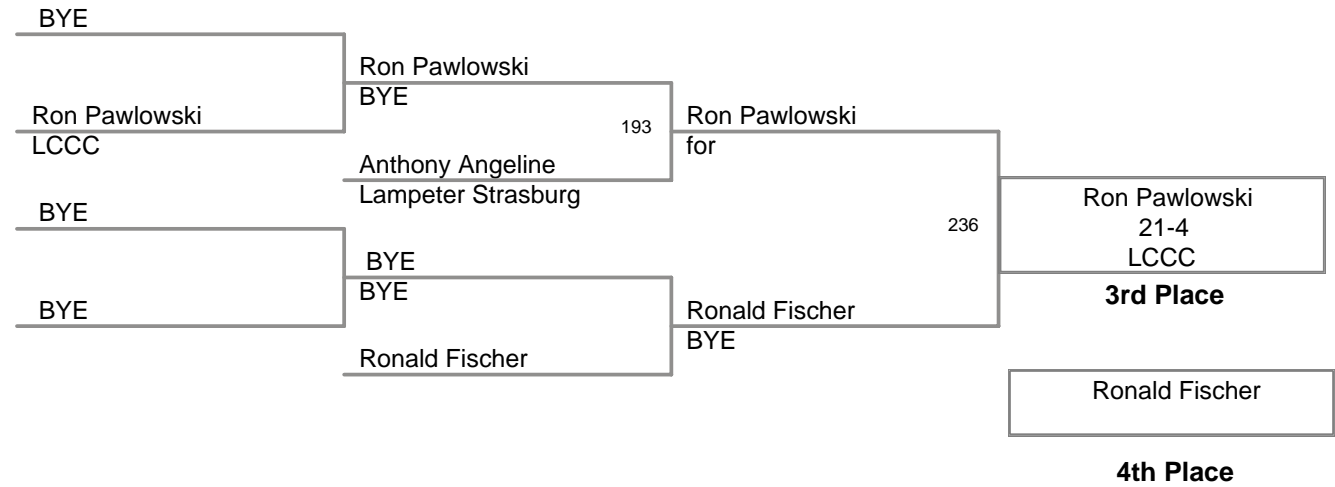 BYE
Ron Pawlowski
BYE
Ron Pawlowski
LCCC
193
Ron Pawlowski
for
Anthony Angeline
Lampeter Strasburg
BYE
236
Ron Pawlowski
21-4
LCCC
3rd Place
BYE
BYE
BYE
Ronald Fischer
BYE
Ronald Fischer
Ronald Fischer
4th Place